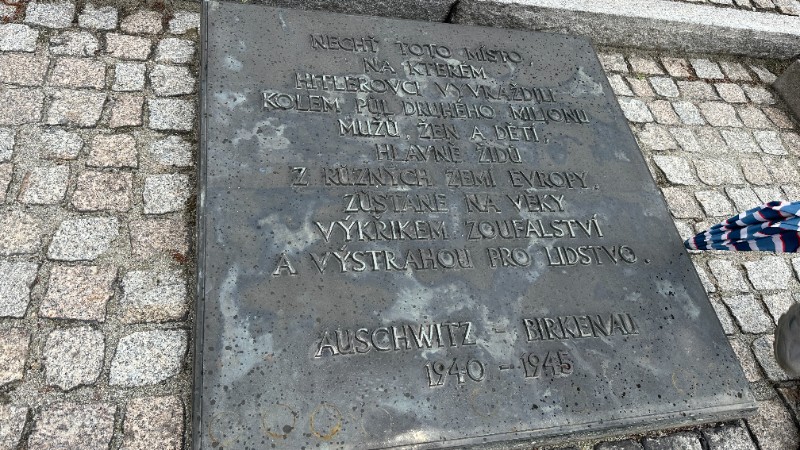 NECHŤ TOTO MÍSTO,
NA KTERÉM
HITLEROVCI VYVRAŽDILI
KOLEM PŮL DRUHÉHO MILIONU
MUŽŮ, ŽEN A DĚTÍ,
HLAVNĚ ŽIDŮ
Z RŮZNÝCH ZEMÍ EVROPY,
ZŮSTANE NA VĚKY
VÝKŘIKEM ZOUFALSTVÍ
A VÝSTRAHOU PRO LIDSTVO.
AUSCHWITZ - BIRKENAU
1940 - 1945